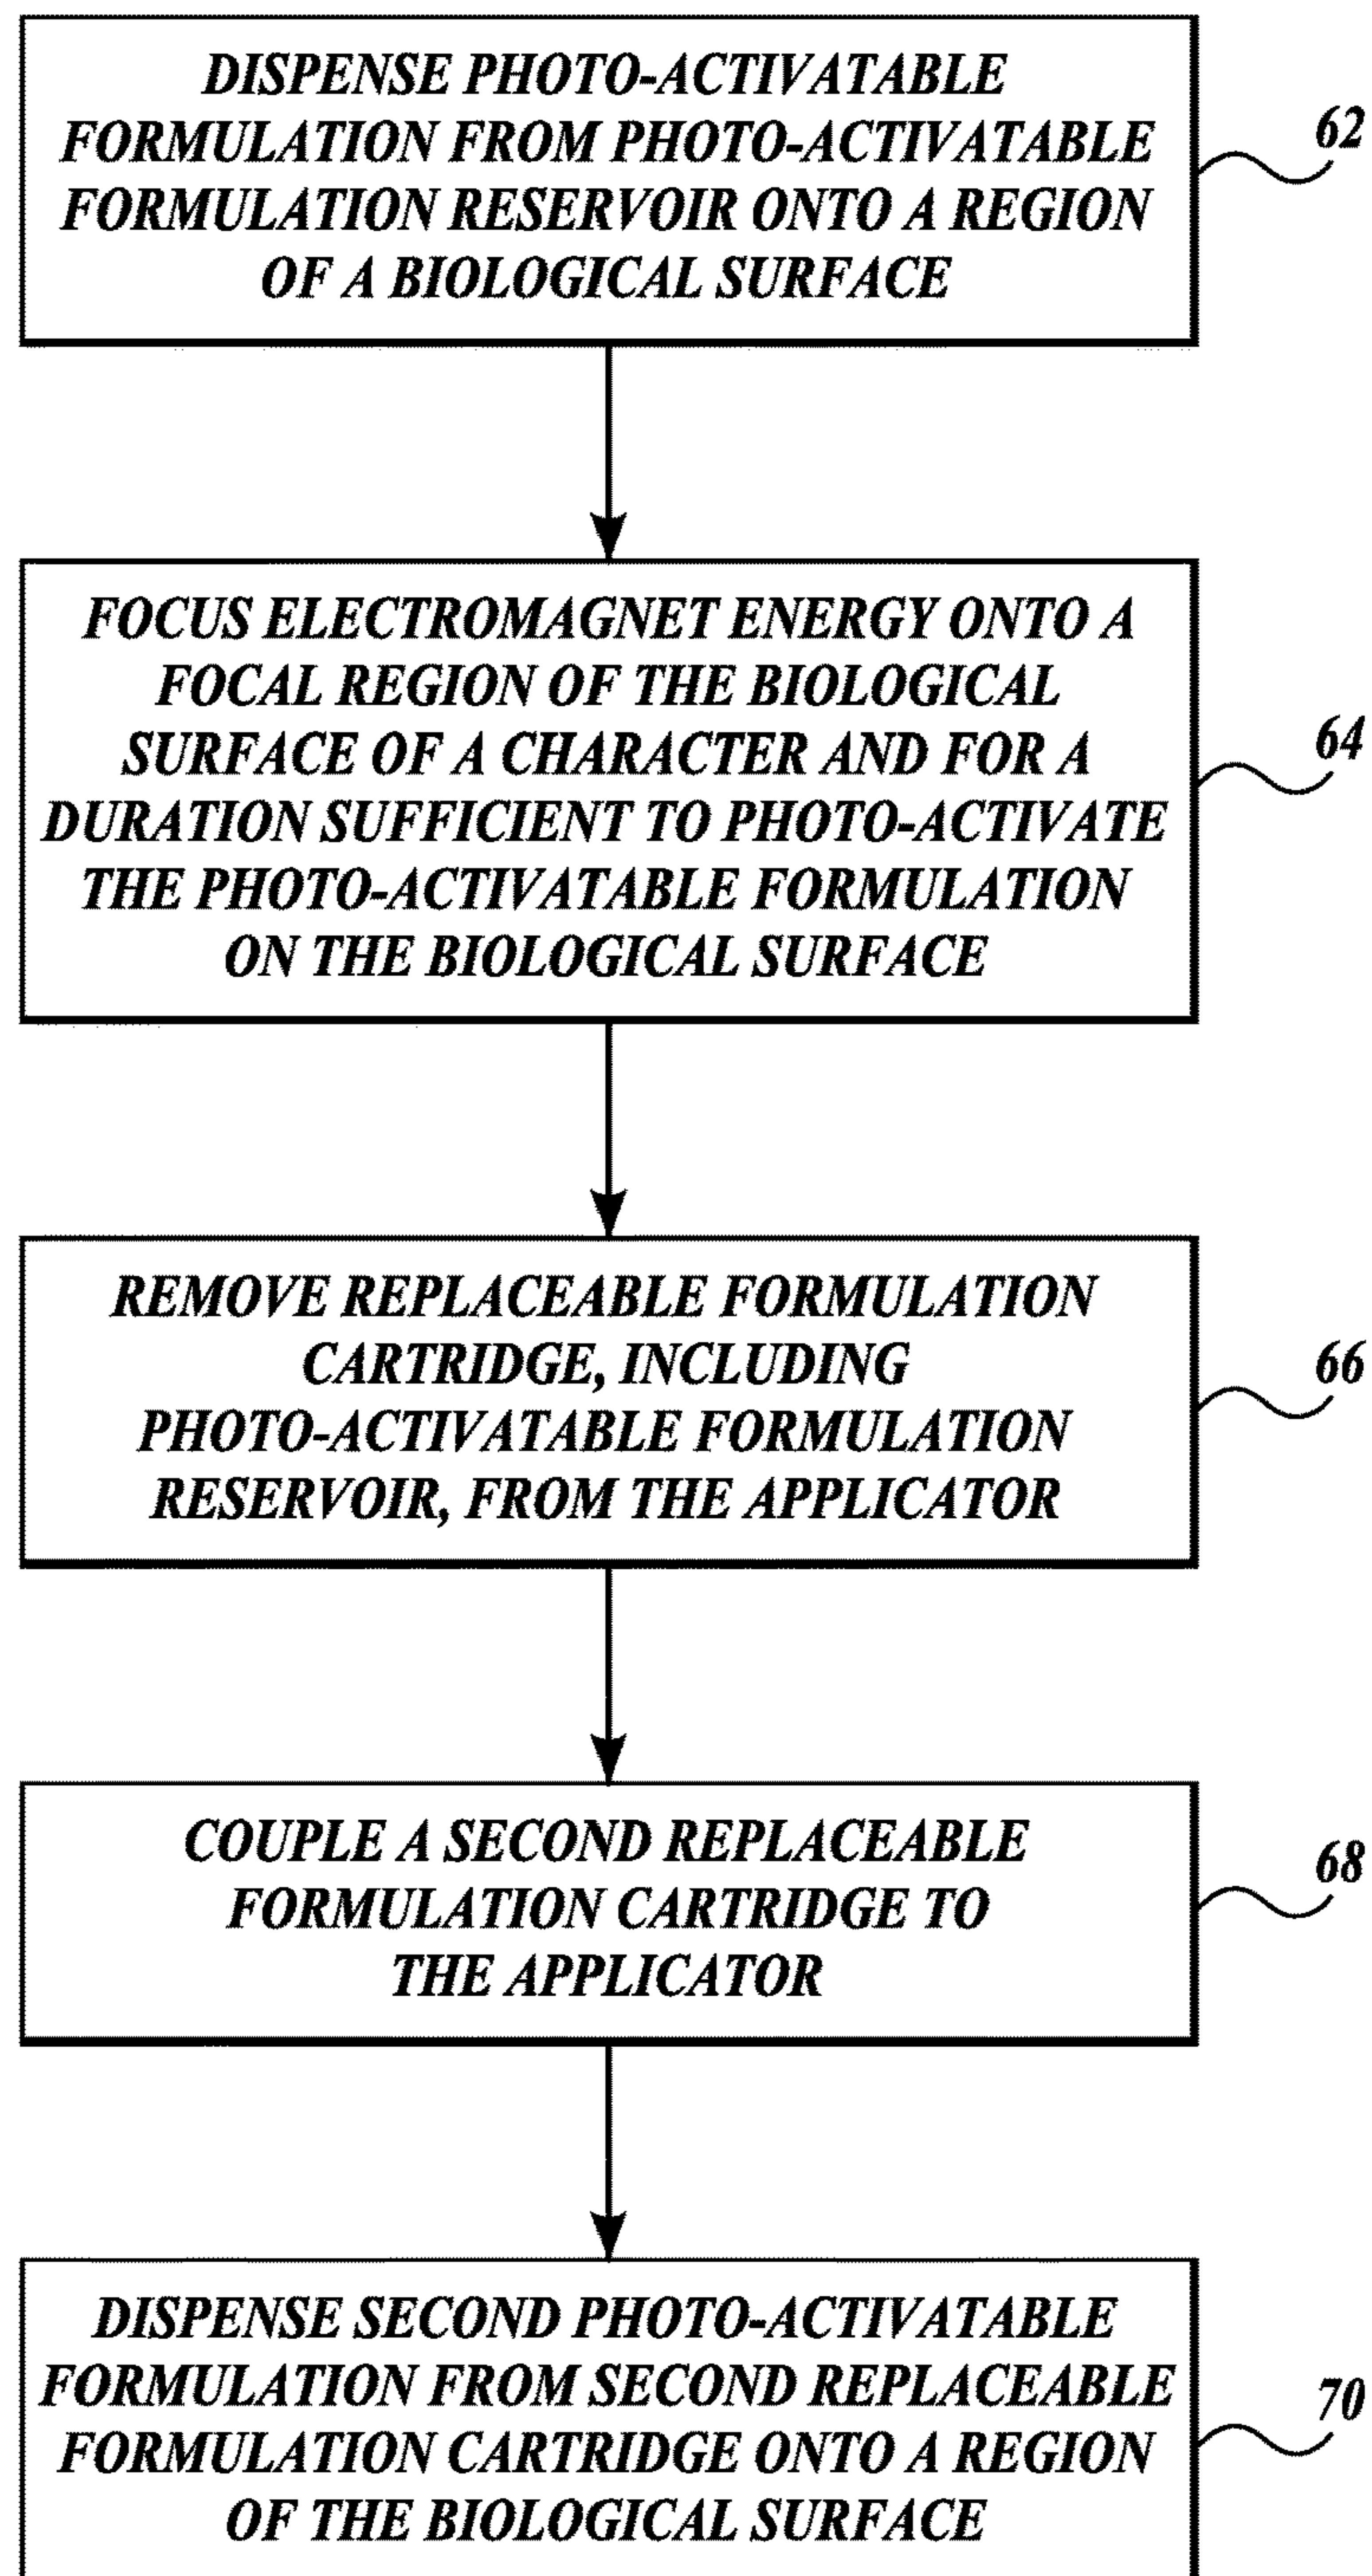 DISPENSE PHOTO-ACTIVATABLE
FORMULATION FROM PHOTO-ACTIVATABLE
FORMULATION RESERVOIR ONTO A REGION
OF A BIOLOGICAL SURFACE
62
FOCUS ELECTROMAGNET ENERGY ONTO A
FOCAL REGION OF THE BIOLOGICAL
SURFACE OF A CHARACTER AND FOR A
DURATION SUFFICIENT TO PHOTO-ACTIVATE
THE PHOTO-ACTIVATABLE FORMULATION
ON THE BIOLOGICAL SURFACE
64
REMOVE REPLACEABLE FORMULATION
CARTRIDGE, INCLUDING
PHOTO-ACTIVATABLE FORMULATION
RESERVOIR, FROM THE APPLICATOR
66
COUPLE A SECOND REPLACEABLE
FORMULATION CARTRIDGE TO
THE APPLICATOR
68
DISPENSE SECOND PHOTO-ACTIVATABLE
FORMULATION FROM SECOND REPLACEABLE
FORMULATION CARTRIDGE ONTO A REGION
OF THE BIOLOGICAL SURFACE
70